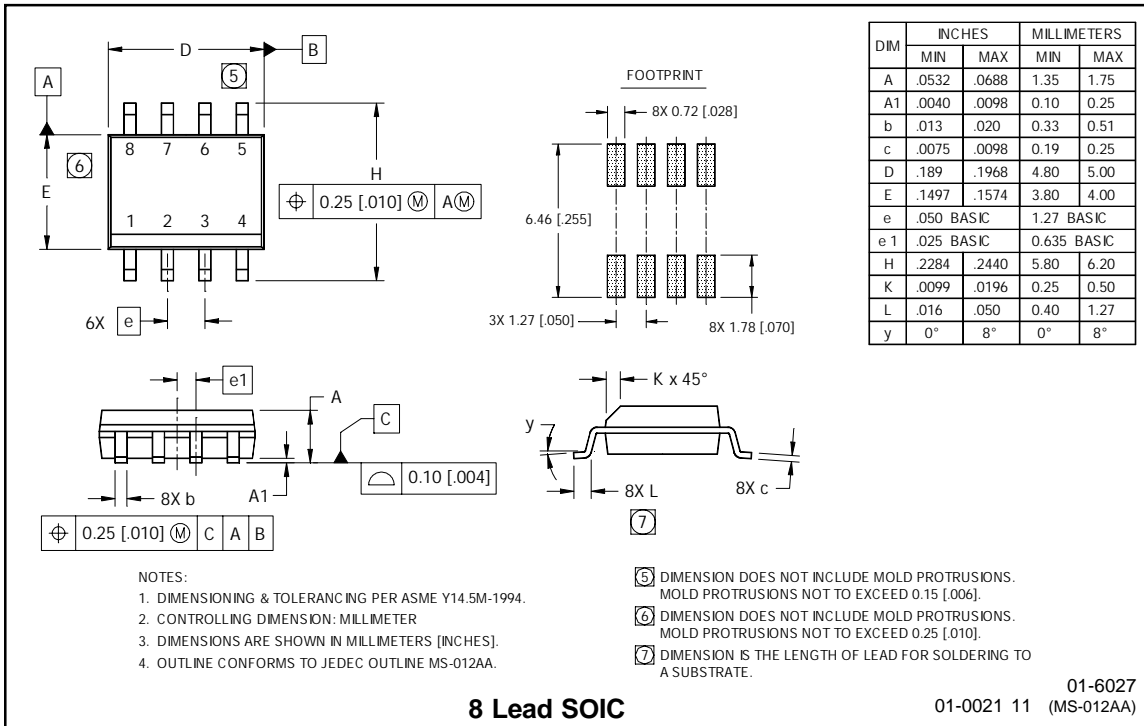 D
B
5
A
8 7 6 5
6
E
H
⌖ 0.25 [.010] Ⓜ AⓂ
1 2 3 4
6X e
FOOTPRINT
8X 0.72 [.028]
6.46 [.255]
3X 1.27 [.050]
8X 1.78 [.070]
DIM INCHES MILLIMETERS
MIN MAX MIN MAX
A .0532 .0688 1.35 1.75
A1 .0040 .0098 0.10 0.25
b .013 .020 0.33 0.51
c .0075 .0098 0.19 0.25
D .189 .1968 4.80 5.00
E .1497 .1574 3.80 4.00
e .050 BASIC 1.27 BASIC
e 1 .025 BASIC 0.635 BASIC
H .2284 .2440 5.80 6.20
K .0099 .0196 0.25 0.50
L .016 .050 0.40 1.27
y 0° 8° 0° 8°
e1
A
C
⌓ 0.10 [.004]
8X b
A1
⌖ 0.25 [.010] Ⓜ C A B
K x 45°
y
8X L
7
8X c
NOTES:
1. DIMENSIONING & TOLERANCING PER ASME Y14.5M-1994.
2. CONTROLLING DIMENSION: MILLIMETER
3. DIMENSIONS ARE SHOWN IN MILLIMETERS [INCHES].
4. OUTLINE CONFORMS TO JEDEC OUTLINE MS-012AA.
5 DIMENSION DOES NOT INCLUDE MOLD PROTRUSIONS.
MOLD PROTRUSIONS NOT TO EXCEED 0.15 [.006].
6 DIMENSION DOES NOT INCLUDE MOLD PROTRUSIONS.
MOLD PROTRUSIONS NOT TO EXCEED 0.25 [.010].
7 DIMENSION IS THE LENGTH OF LEAD FOR SOLDERING TO
A SUBSTRATE.
8 Lead SOIC
01-6027
01-0021 11 (MS-012AA)